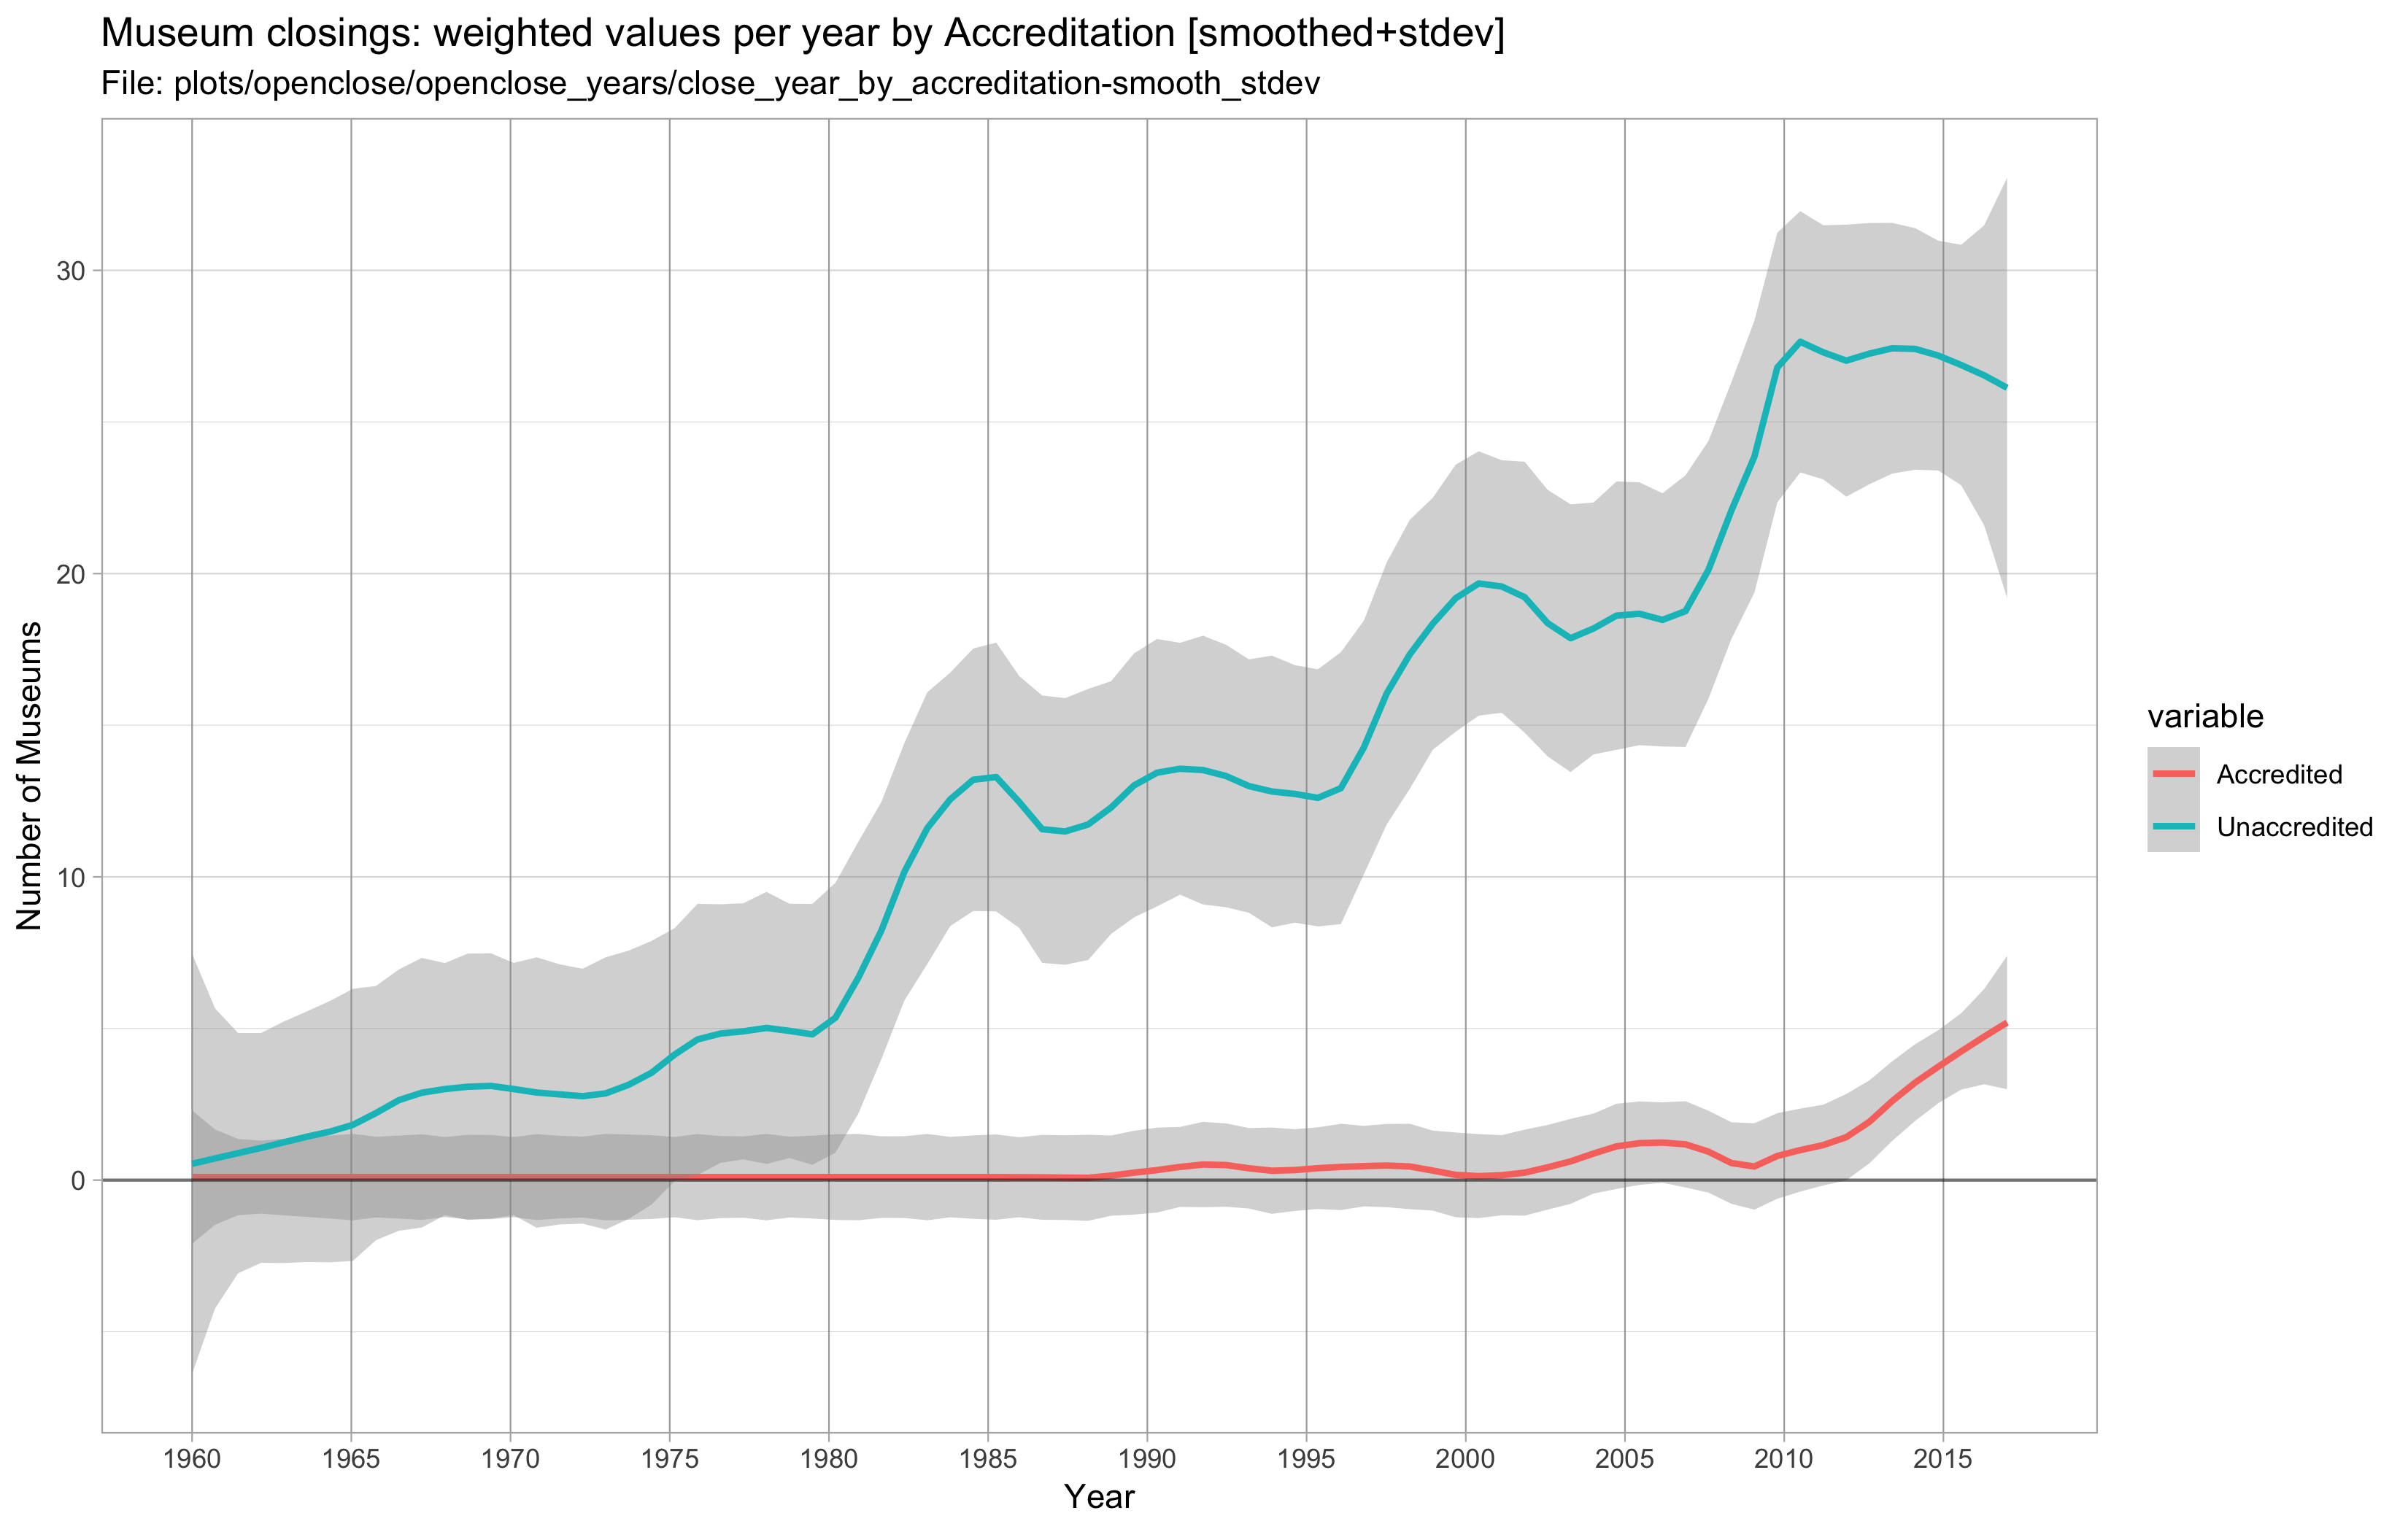 Museum closings: weighted values per year by Accreditation [smoothed+stdev]
File: plots/openclose/openclose_years/close_year_by_accreditation-smooth_stdev
Number of Museums
30
20
10
0
1960 1965 1970 1975 1980 1985 1990 1995 2000 2005 2010 2015
Year
variable
Accredited
Unaccredited